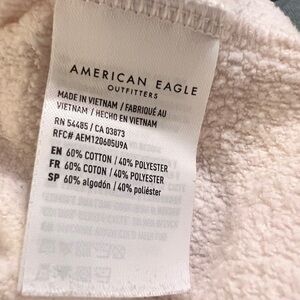 AMERICAN EAGLE
OUTFITTERS
MADE IN VIETNAM / FABRIQUÉ AU
VIETNAM / HECHO EN VIETNAM
RN 54485 / CA 03873
RFC# AEM120605U9A
EN 60% COTTON / 40% POLYESTER
FR 60% COTON / 40% POLYESTER
SP 60% algodón / 40% poliéster